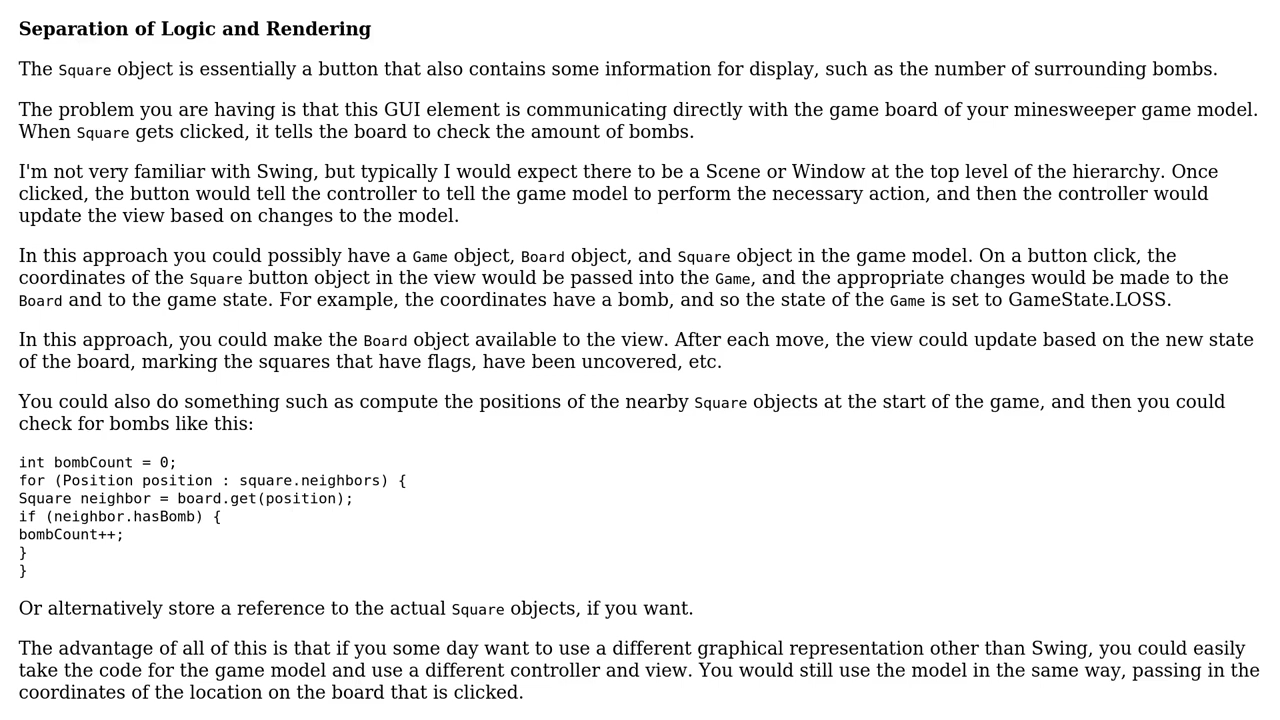 Separation of Logic and Rendering
The Square object is essentially a button that also contains some information for display, such as the number of surrounding bombs.
The problem you are having is that this GUI element is communicating directly with the game board of your minesweeper game model.
When Square gets clicked, it tells the board to check the amount of bombs.
I'm not very familiar with Swing, but typically I would expect there to be a Scene or Window at the top level of the hierarchy. Once
clicked, the button would tell the controller to tell the game model to perform the necessary action, and then the controller would
update the view based on changes to the model.
In this approach you could possibly have a Game object, Board object, and Square object in the game model. On a button click, the
coordinates of the Square button object in the view would be passed into the Game, and the appropriate changes would be made to the
Board and to the game state. For example, the coordinates have a bomb, and so the state of the Game is set to GameState.LOSS.
In this approach, you could make the Board object available to the view. After each move, the view could update based on the new state
of the board, marking the squares that have flags, have been uncovered, etc.
You could also do something such as compute the positions of the nearby Square objects at the start of the game, and then you could
check for bombs like this:
int bombCount = 0;
for (Position position : square.neighbors) {
Square neighbor = board.get(position);
if (neighbor.hasBomb) {
bombCount++;
}
}
Or alternatively store a reference to the actual Square objects, if you want.
The advantage of all of this is that if you some day want to use a different graphical representation other than Swing, you could easily
take the code for the game model and use a different controller and view. You would still use the model in the same way, passing in the
coordinates of the location on the board that is clicked.